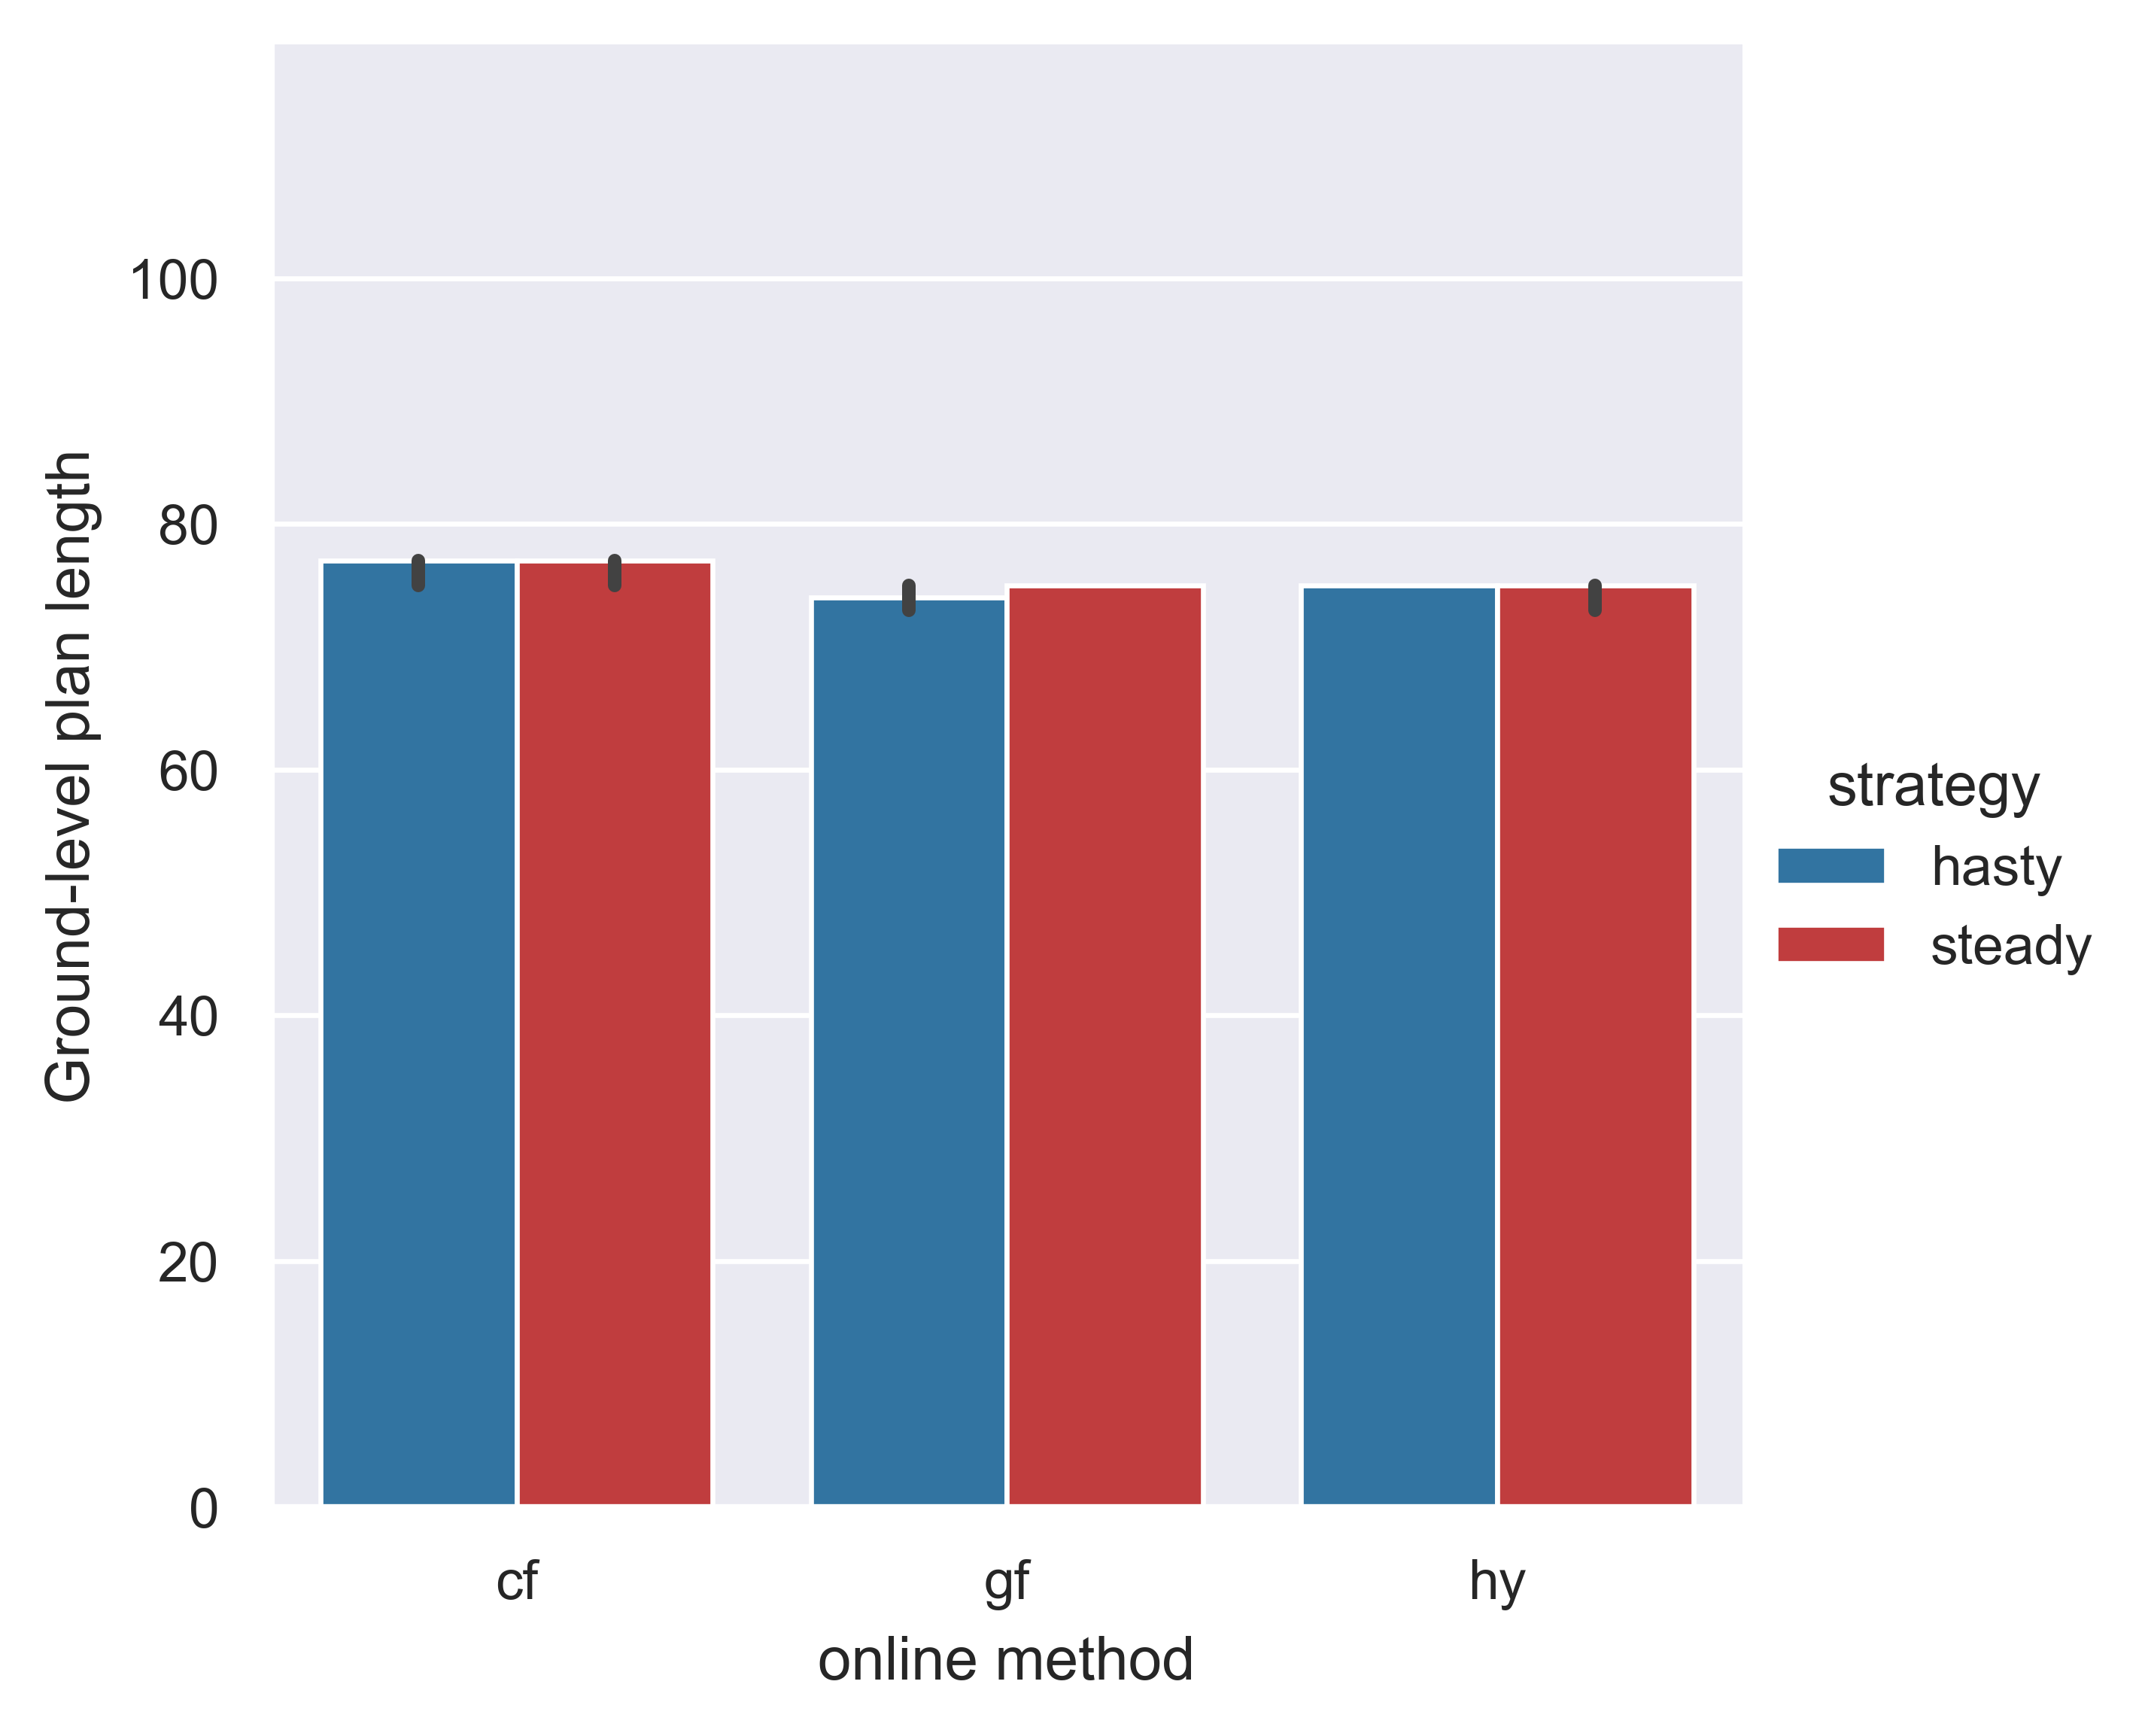 Ground-level plan length
100
80
60
40
20
0
cf
gf
hy
online method
strategy
hasty
steady